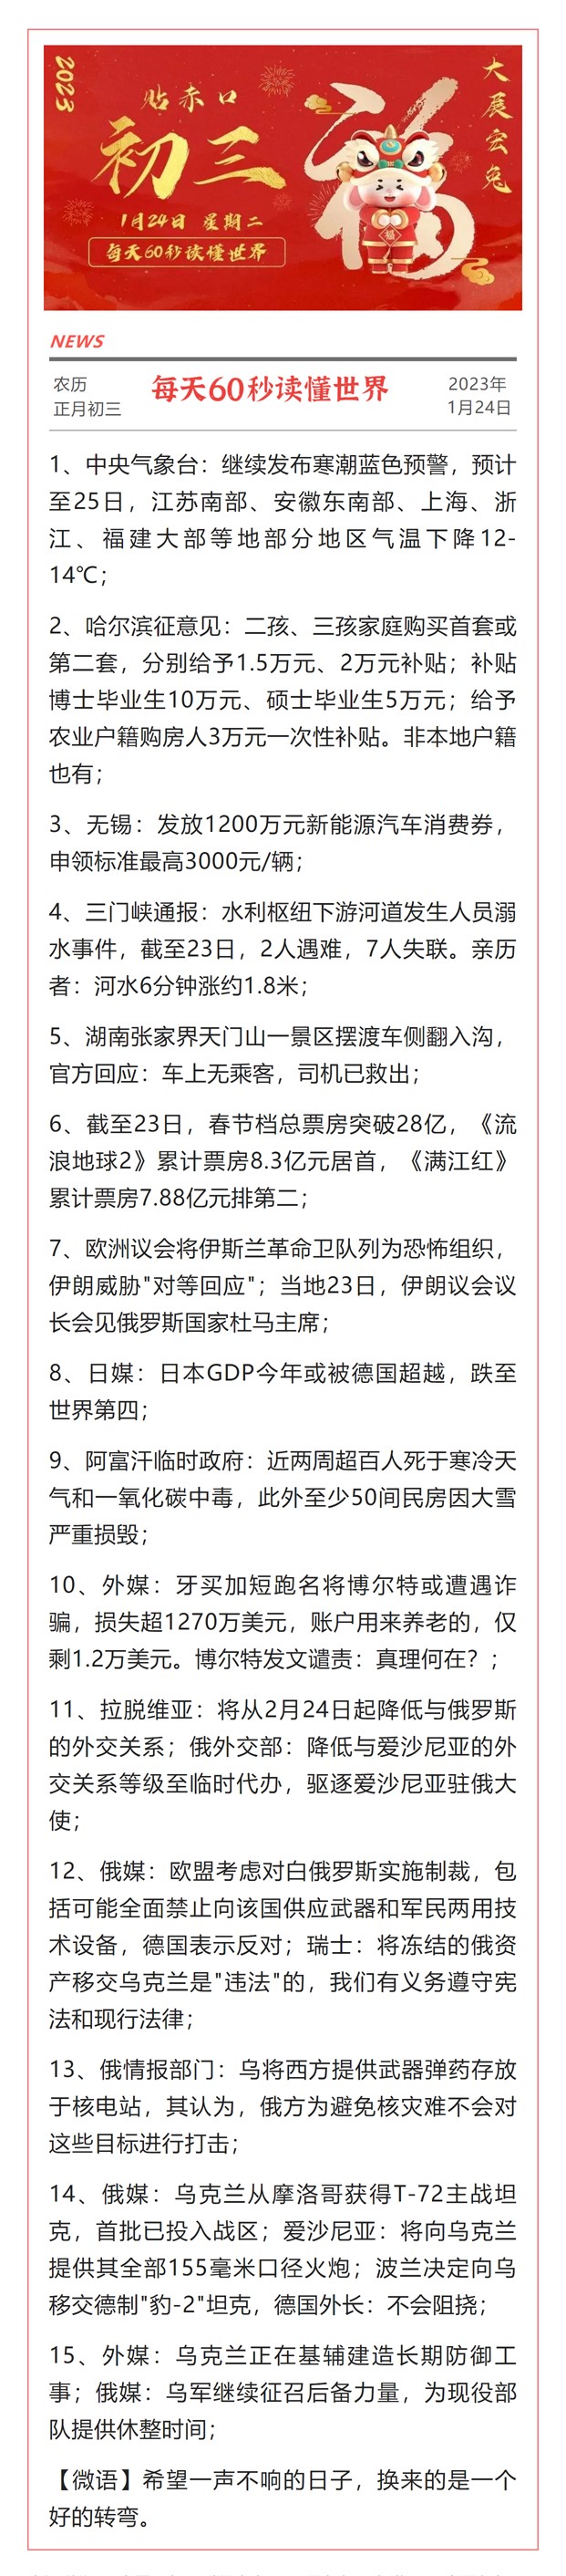 2023
贴赤口
初三
1月24日 星期二
每天60秒读懂世界
福
大展宏兔
NEWS
农历
正月初三
每天60秒读懂世界
2023年
1月24日
1、中央气象台：继续发布寒潮蓝色预警，预计
至25日，江苏南部、安徽东南部、上海、浙
江、福建大部等地部分地区气温下降12-
14℃；
2、哈尔滨征意见：二孩、三孩家庭购买首套或
第二套，分别给予1.5万元、2万元补贴；补贴
博士毕业生10万元、硕士毕业生5万元；给予
农业户籍购房人3万元一次性补贴。非本地户籍
也有；
3、无锡：发放1200万元新能源汽车消费券，
申领标准最高3000元/辆；
4、三门峡通报：水利枢纽下游河道发生人员溺
水事件，截至23日，2人遇难，7人失联。亲历
者：河水6分钟涨约1.8米；
5、湖南张家界天门山一景区摆渡车侧翻入沟，
官方回应：车上无乘客，司机已救出；
6、截至23日，春节档总票房突破28亿，《流
浪地球2》累计票房8.3亿元居首，《满江红》
累计票房7.88亿元排第二；
7、欧洲议会将伊斯兰革命卫队列为恐怖组织，
伊朗威胁"对等回应"；当地23日，伊朗议会议
长会见俄罗斯国家杜马主席；
8、日媒：日本GDP今年或被德国超越，跌至
世界第四；
9、阿富汗临时政府：近两周超百人死于寒冷天
气和一氧化碳中毒，此外至少50间民房因大雪
严重损毁；
10、外媒：牙买加短跑名将博尔特或遭遇诈
骗，损失超1270万美元，账户用来养老的，仅
剩1.2万美元。博尔特发文谴责：真理何在？；
11、拉脱维亚：将从2月24日起降低与俄罗斯
的外交关系；俄外交部：降低与爱沙尼亚的外
交关系等级至临时代办，驱逐爱沙尼亚驻俄大
使；
12、俄媒：欧盟考虑对白俄罗斯实施制裁，包
括可能全面禁止向该国供应武器和军民两用技
术设备，德国表示反对；瑞士：将冻结的俄资
产移交乌克兰是"违法"的，我们有义务遵守宪
法和现行法律；
13、俄情报部门：乌将西方提供武器弹药存放
于核电站，其认为，俄方为避免核灾难不会对
这些目标进行打击；
14、俄媒：乌克兰从摩洛哥获得T-72主战坦
克，首批已投入战区；爱沙尼亚：将向乌克兰
提供其全部155毫米口径火炮；波兰决定向乌
移交德制"豹-2"坦克，德国外长：不会阻挠；
15、外媒：乌克兰正在基辅建造长期防御工
事；俄媒：乌军继续征召后备力量，为现役部
队提供休整时间；
【微语】希望一声不响的日子，换来的是一个
好的转弯。